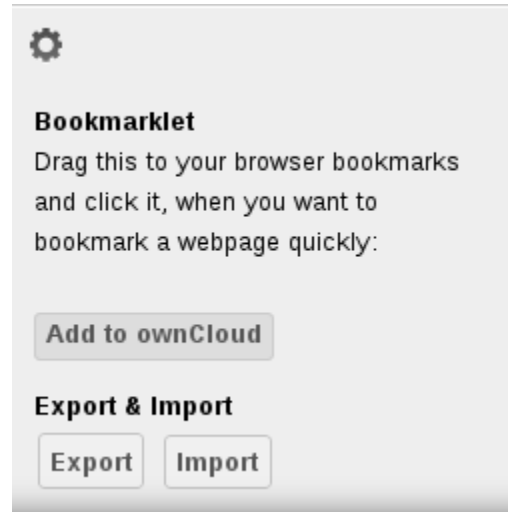 Bookmarklet
Drag this to your browser bookmarks
and click it, when you want to
bookmark a webpage quickly:
Add to ownCloud
Export & Import
Export Import